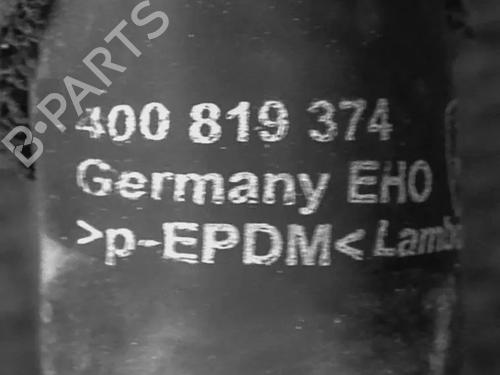 B-PARTS
400 819 374
Germany EHO
>p-EPDM<